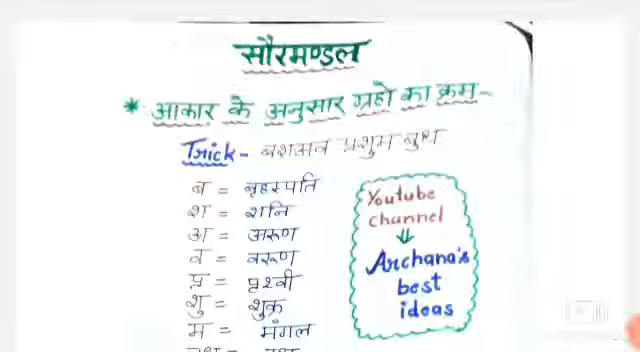 सौरमण्डल
* आकार के अनुसार ग्रहो का क्रम-
Trick - बशअव प्रशुम बुध
ब = बृहस्पति
श = शनि
अ = अरुण
व = वरूण
प्र = पृथ्वी
शु = शुक्र
म = मंगल
बुध = बुध
Youtube
channel
↓
Archana's
best
ideas